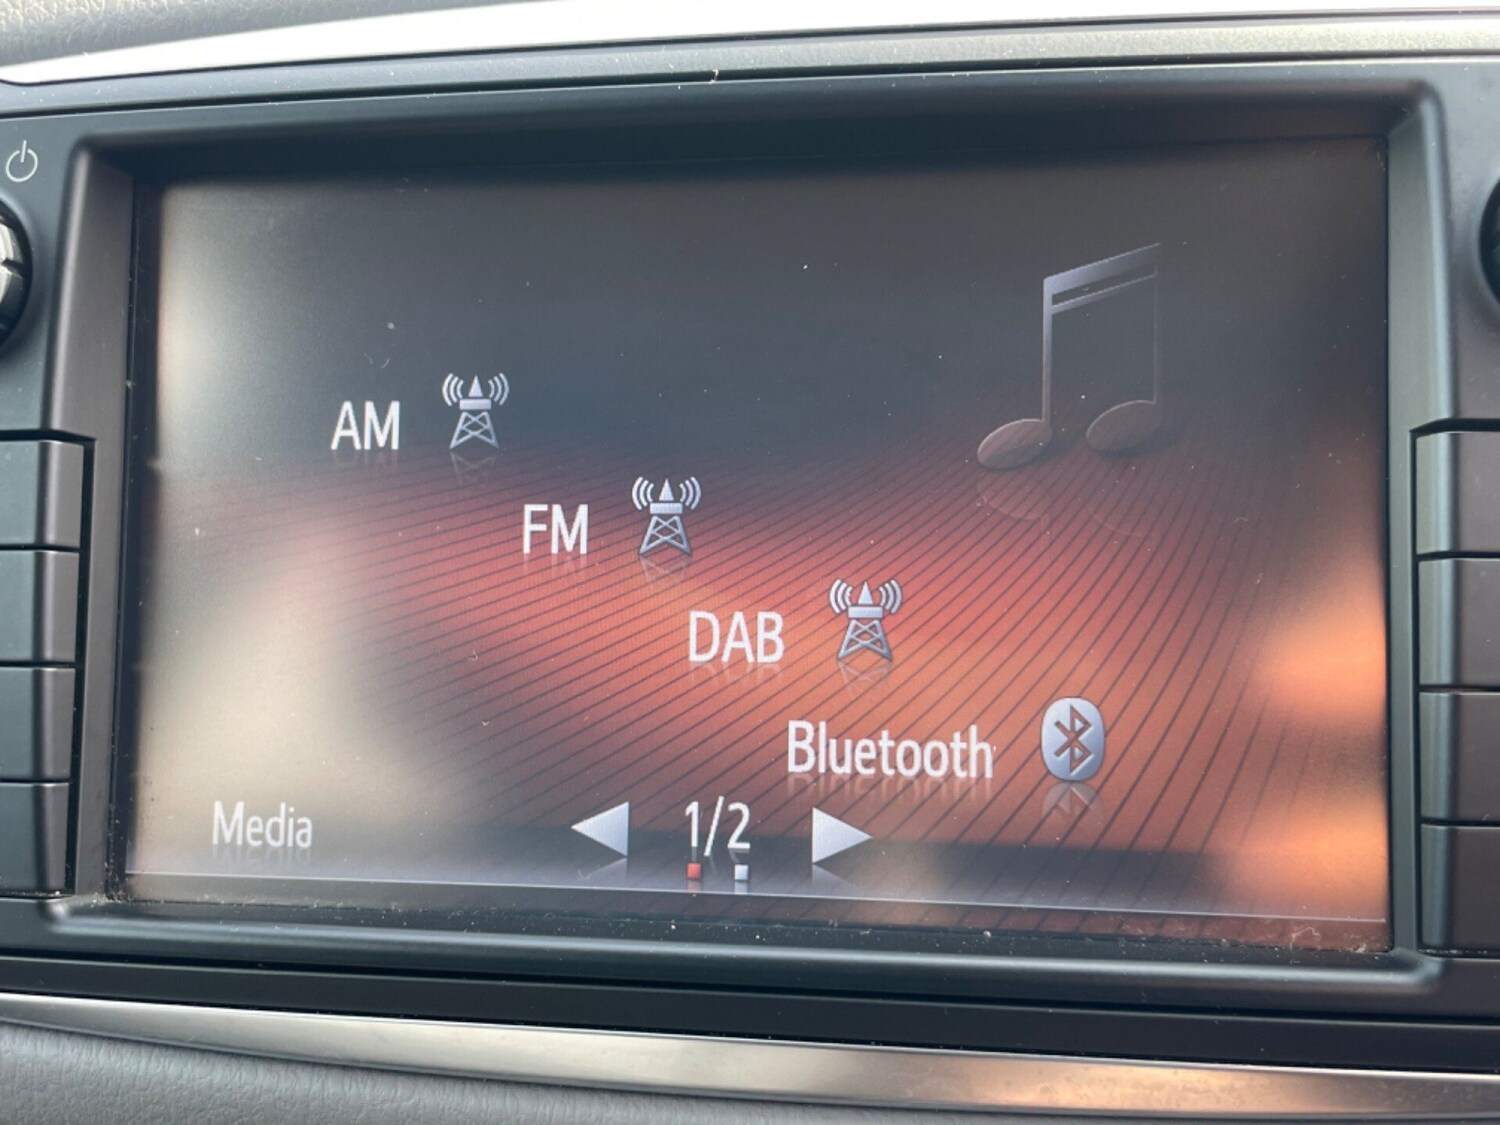 AM
FM
DAB
Bluetooth
Media
1/2